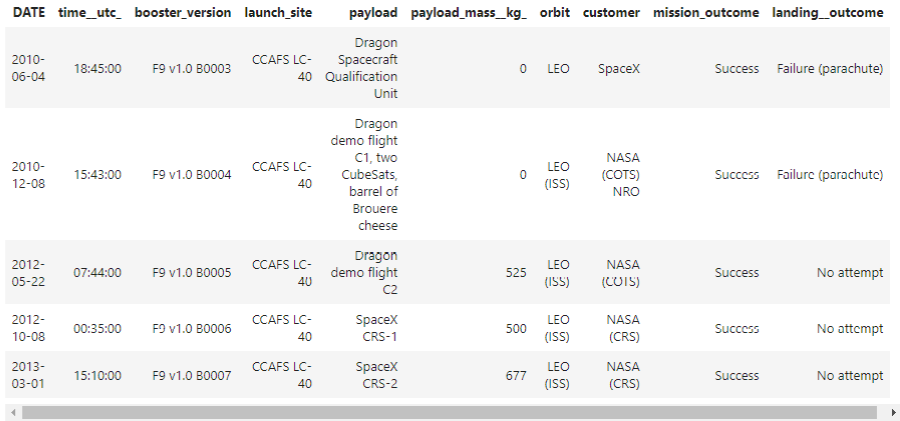 DATE time__utc_ booster_version launch_site payload payload_mass__kg_ orbit customer mission_outcome landing__outcome
2010-06-04 18:45:00 F9 v1.0 B0003 CCAFS LC-40 Dragon Spacecraft Qualification Unit 0 LEO SpaceX Success Failure (parachute)
2010-12-08 15:43:00 F9 v1.0 B0004 CCAFS LC-40 Dragon demo flight C1, two CubeSats, barrel of Brouere cheese 0 LEO (ISS) NASA (COTS) NRO Success Failure (parachute)
2012-05-22 07:44:00 F9 v1.0 B0005 CCAFS LC-40 Dragon demo flight C2 525 LEO (ISS) NASA (COTS) Success No attempt
2012-10-08 00:35:00 F9 v1.0 B0006 CCAFS LC-40 SpaceX CRS-1 500 LEO (ISS) NASA (CRS) Success No attempt
2013-03-01 15:10:00 F9 v1.0 B0007 CCAFS LC-40 SpaceX CRS-2 677 LEO (ISS) NASA (CRS) Success No attempt